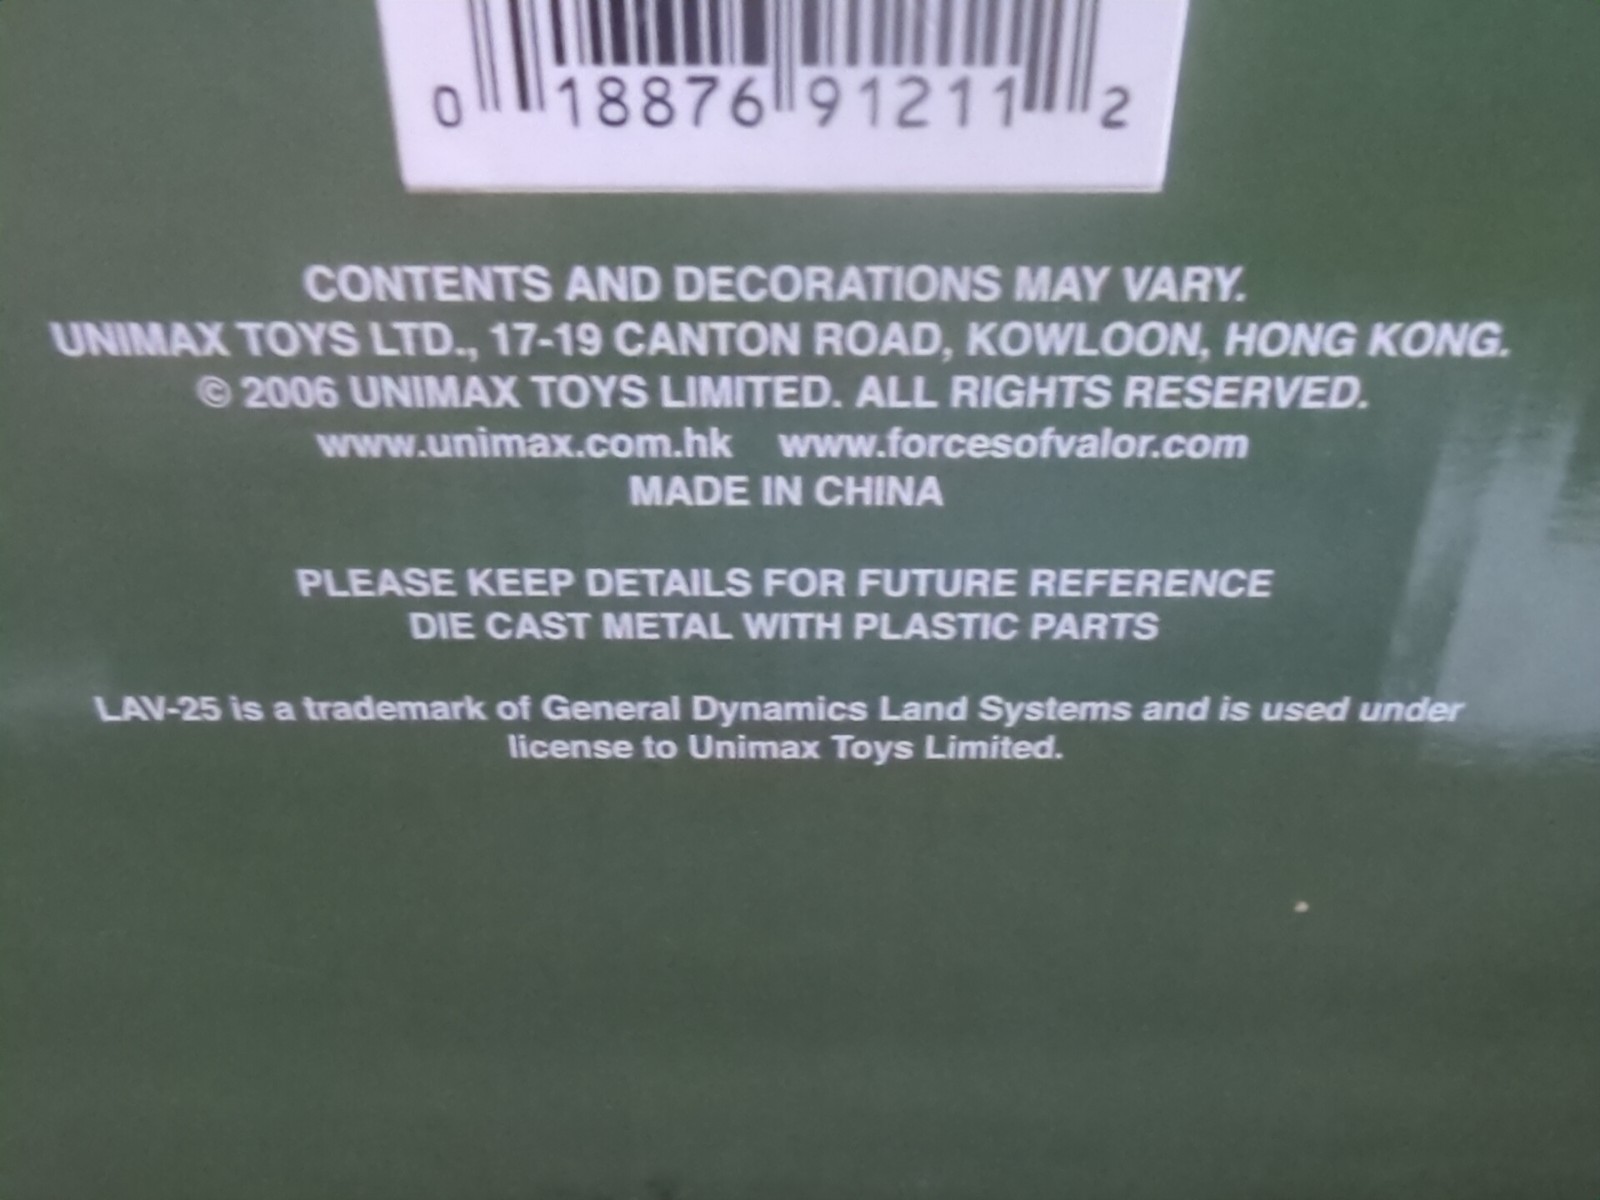 0 18876 91211 2
CONTENTS AND DECORATIONS MAY VARY.
UNIMAX TOYS LTD., 17-19 CANTON ROAD, KOWLOON, HONG KONG.
© 2006 UNIMAX TOYS LIMITED. ALL RIGHTS RESERVED.
www.unimax.com.hk www.forcesofvalor.com
MADE IN CHINA
PLEASE KEEP DETAILS FOR FUTURE REFERENCE
DIE CAST METAL WITH PLASTIC PARTS
LAV-25 is a trademark of General Dynamics Land Systems and is used under
license to Unimax Toys Limited.